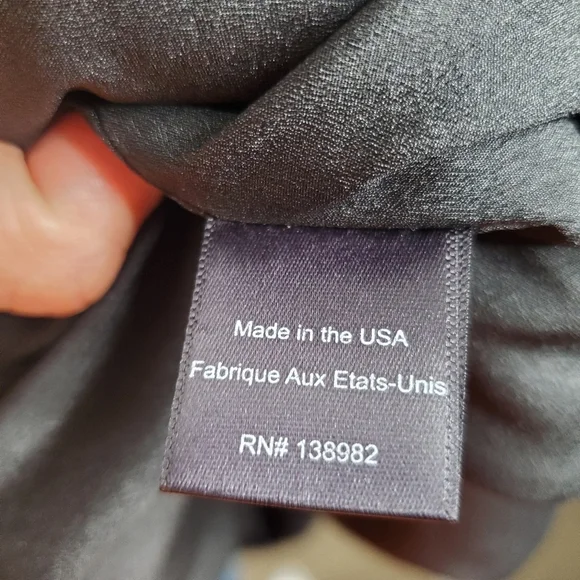 Made in the USA
Fabrique Aux Etats-Unis
RN# 138982